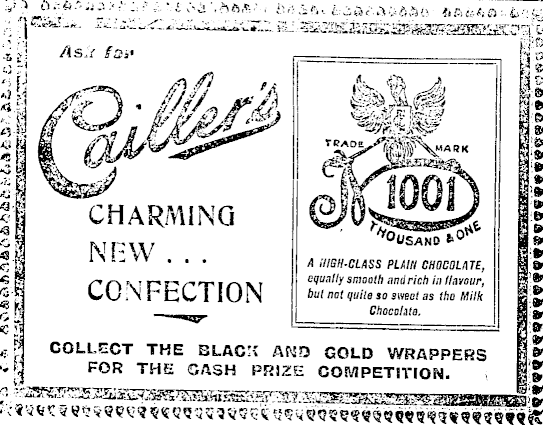 Ask for
Cailler's
CHARMING
NEW ...
CONFECTION
TRADE MARK
A 1001
THOUSAND & ONE
A HIGH-CLASS PLAIN CHOCOLATE,
equally smooth and rich in flavour,
but not quite so sweet as the Milk
Chocolate.
COLLECT THE BLACK AND GOLD WRAPPERS
FOR THE CASH PRIZE COMPETITION.